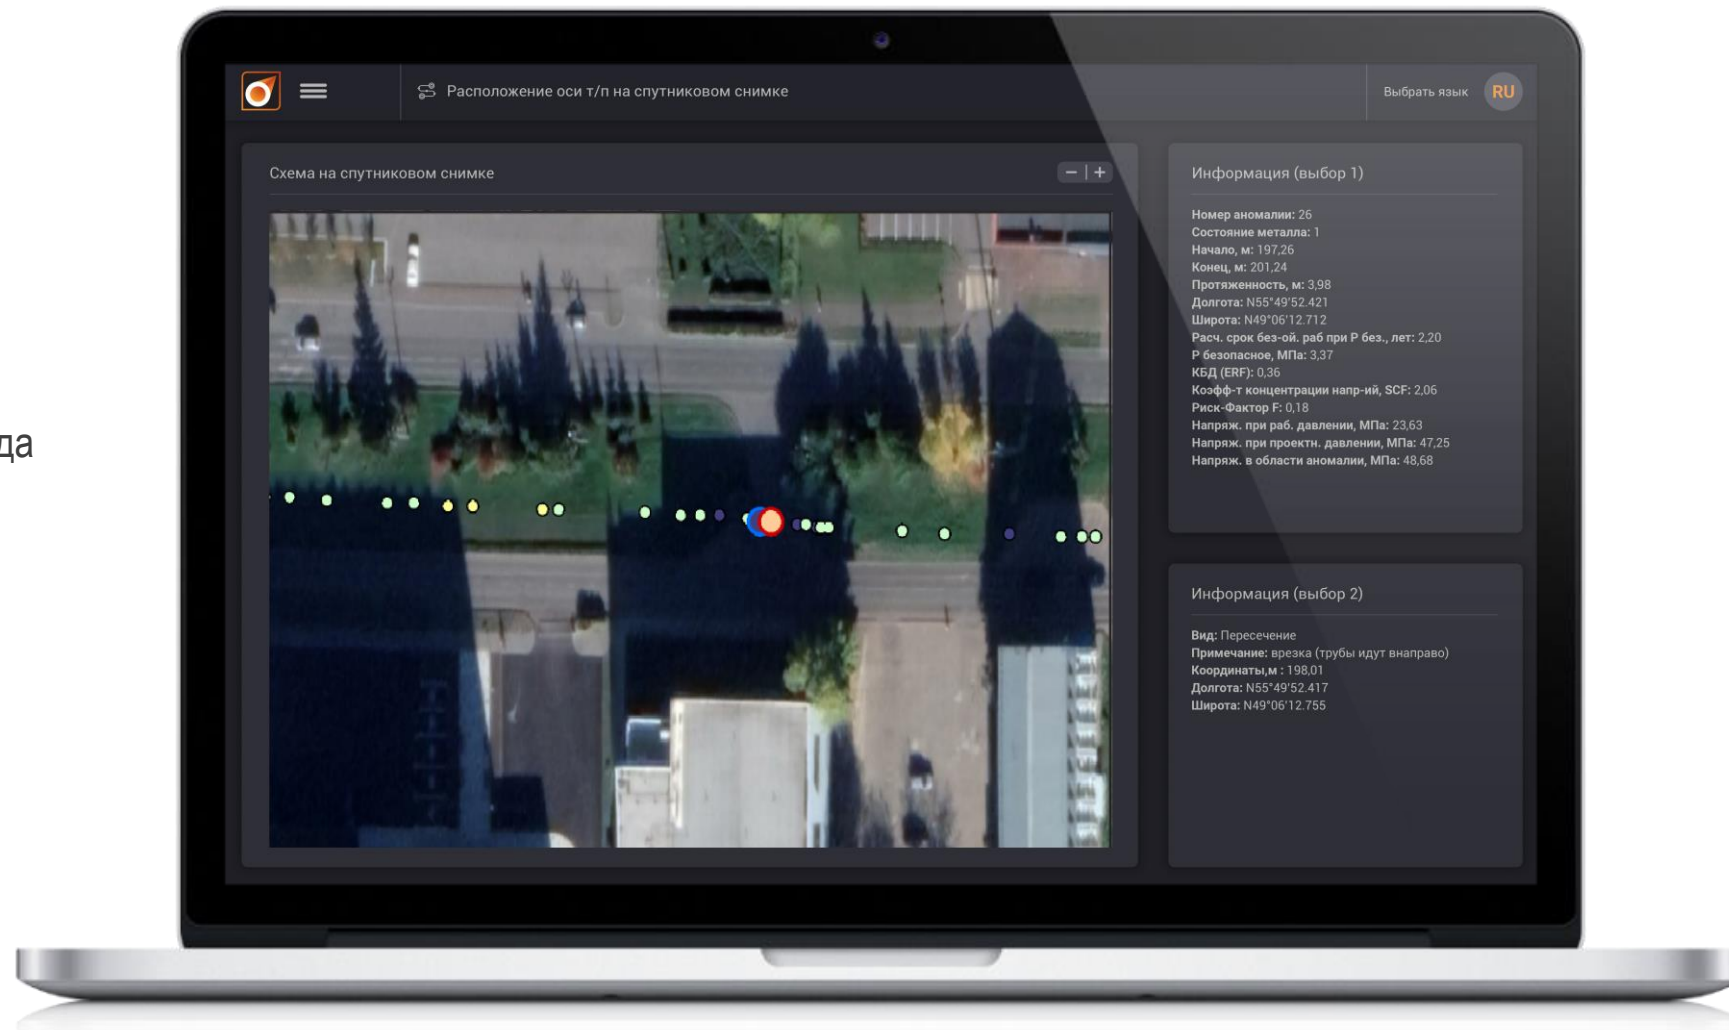 Расположение оси т/п на спутниковом снимке
Выбрать язык
RU
Схема на спутниковом снимке
− | +
Информация (выбор 1)
Номер аномалии: 26
Состояние металла: 1
Начало, м: 197,26
Конец, м: 201,24
Протяженность, м: 3,98
Долгота: N55°49'52.421
Широта: N49°06'12.712
Расч. срок без-ой. раб при Р без., лет: 2,20
Р безопасное, МПа: 3,37
КБД (ERF): 0,36
Коэфф-т концентрации напр-ий, SCF: 2,06
Риск-Фактор F: 0,18
Напряж. при раб. давлении, МПа: 23,63
Напряж. при проектн. давлении, МПа: 47,25
Напряж. в области аномалии, МПа: 48,68
да
Информация (выбор 2)
Вид: Пересечение
Примечание: врезка (трубы идут внаправо)
Координаты,м : 198,01
Долгота: N55°49'52.417
Широта: N49°06'12.755